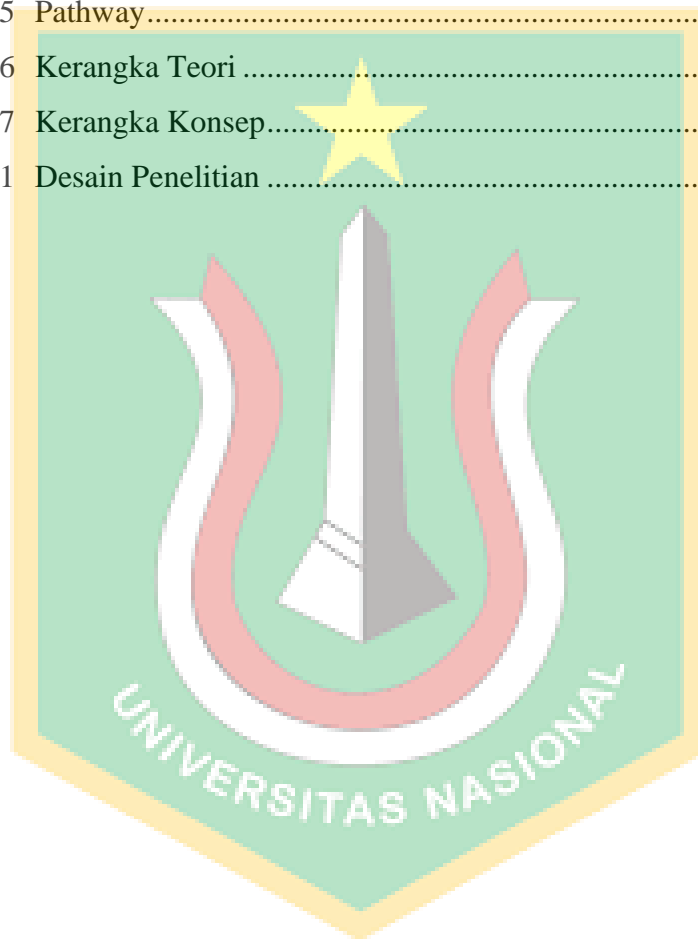 5 Pathway..........................................................................
6 Kerangka Teori ..............................................................
7 Kerangka Konsep...........................................................
1 Desain Penelitian ...........................................................
UNIVERSITAS NASIONAL